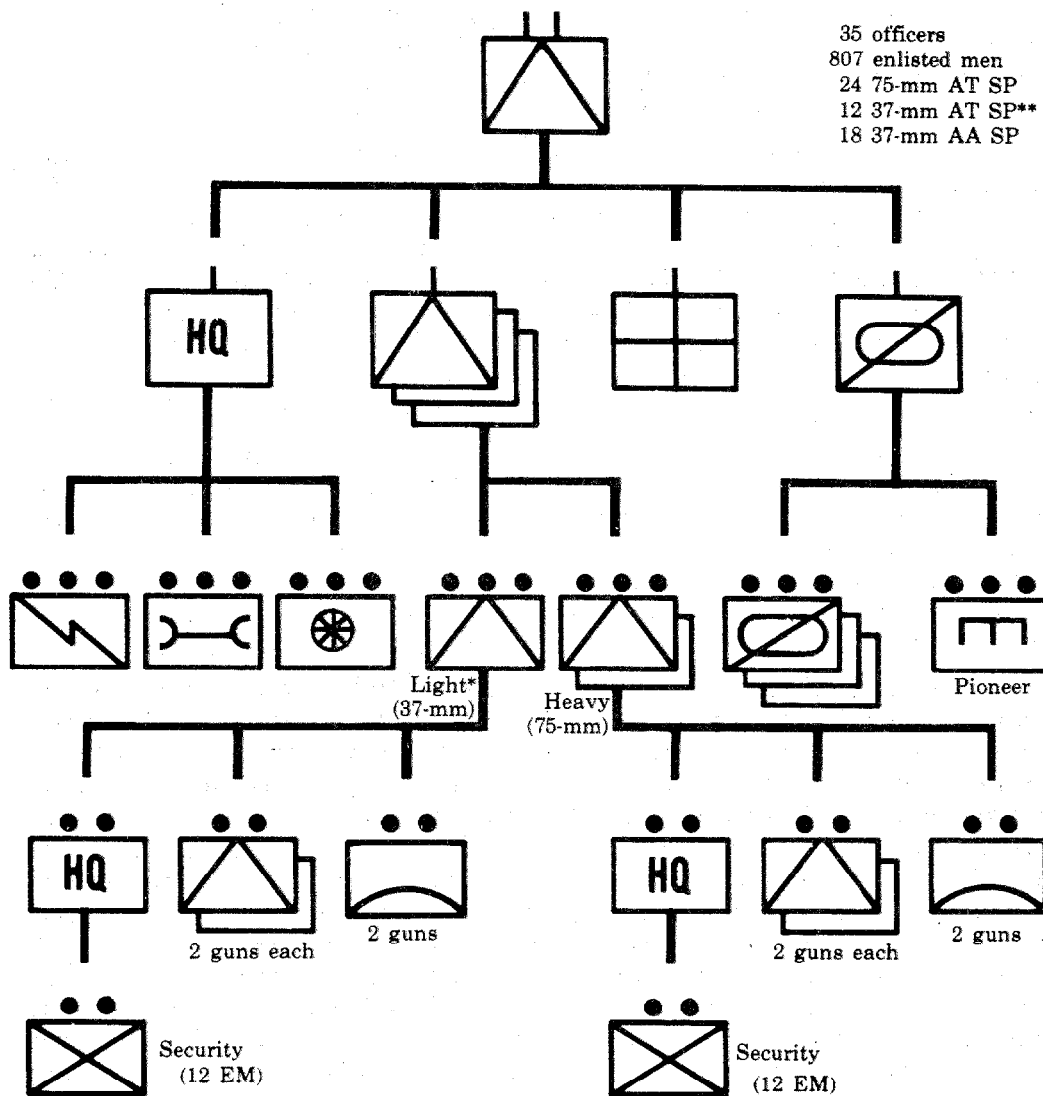 35 officers
807 enlisted men
24 75-mm AT SP
12 37-mm AT SP**
18 37-mm AA SP
HQ
Light*
(37-mm)
Heavy
(75-mm)
Pioneer
HQ
2 guns each
2 guns
HQ
2 guns each
2 guns
Security
(12 EM)
Security
(12 EM)